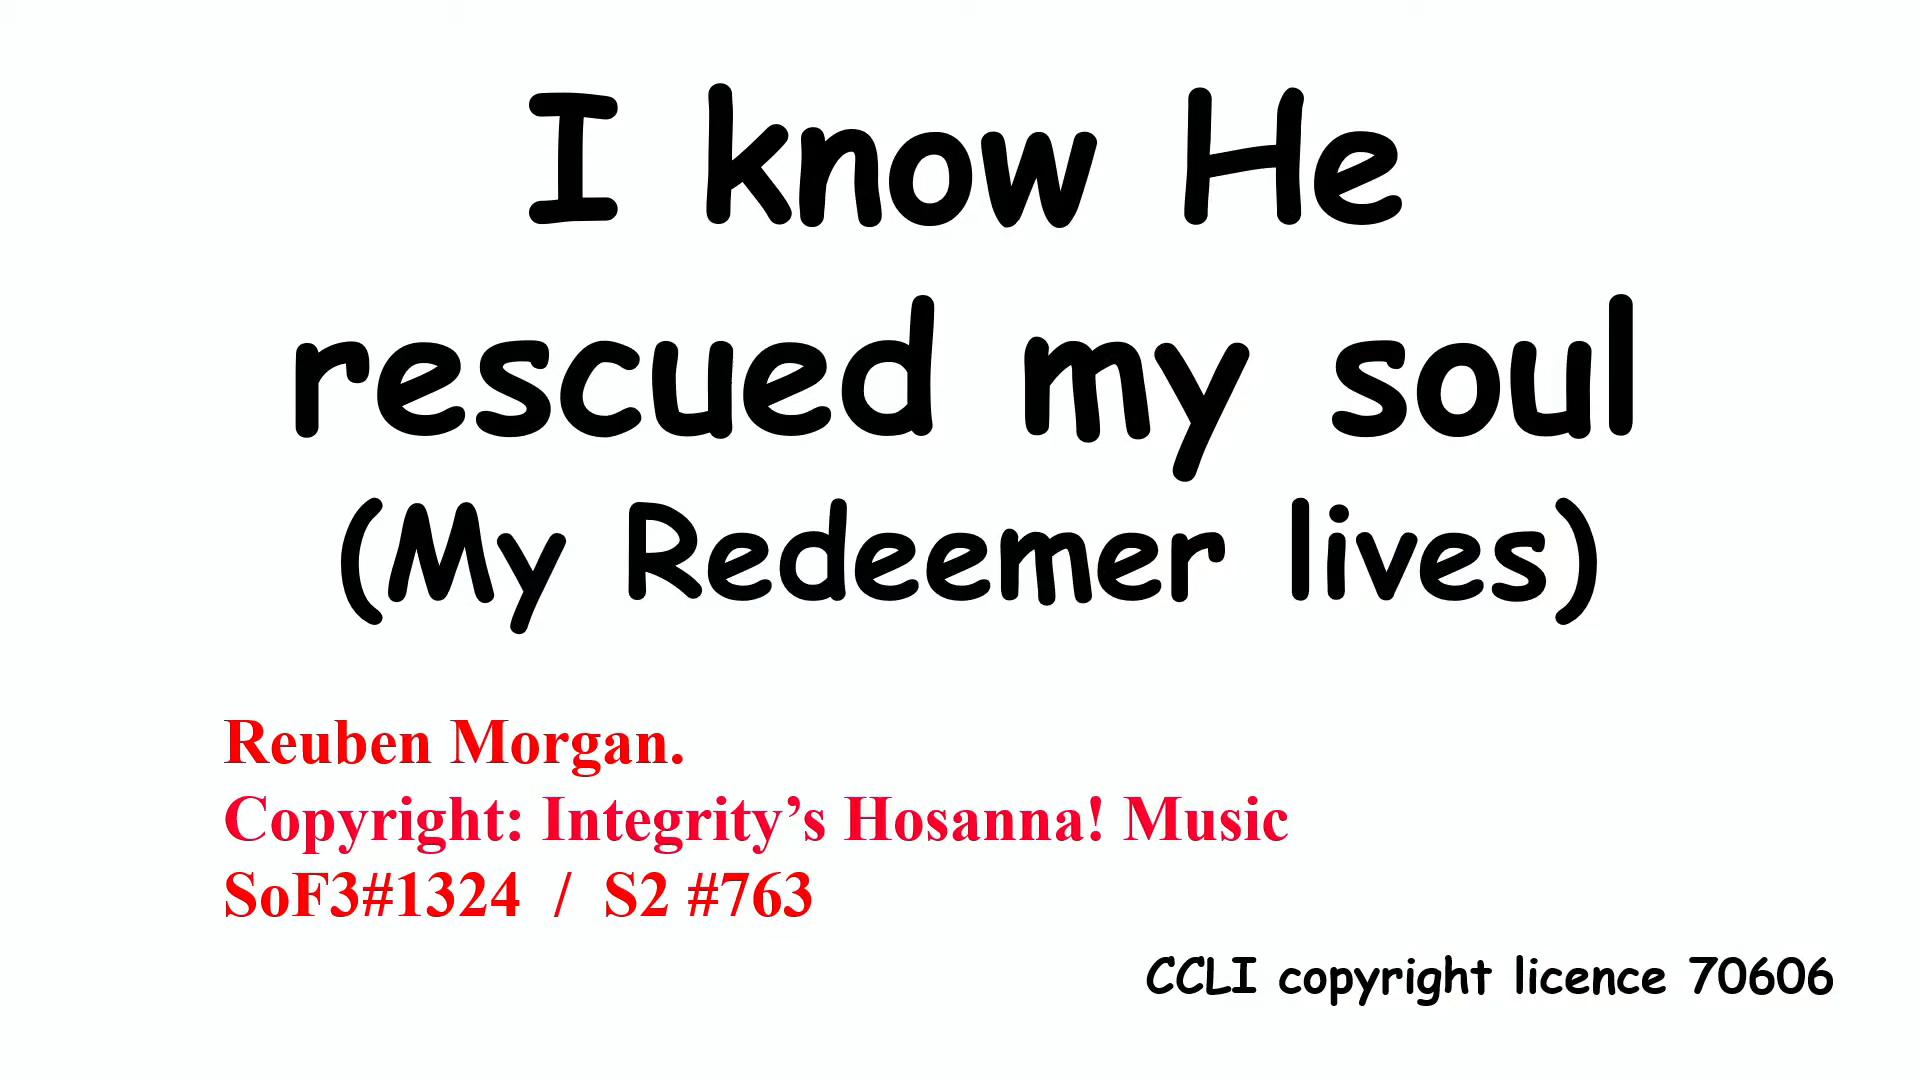 I know He
rescued my soul
(My Redeemer lives)
Reuben Morgan.
Copyright: Integrity’s Hosanna! Music
SoF3#1324 / S2 #763
CCLI copyright licence 70606